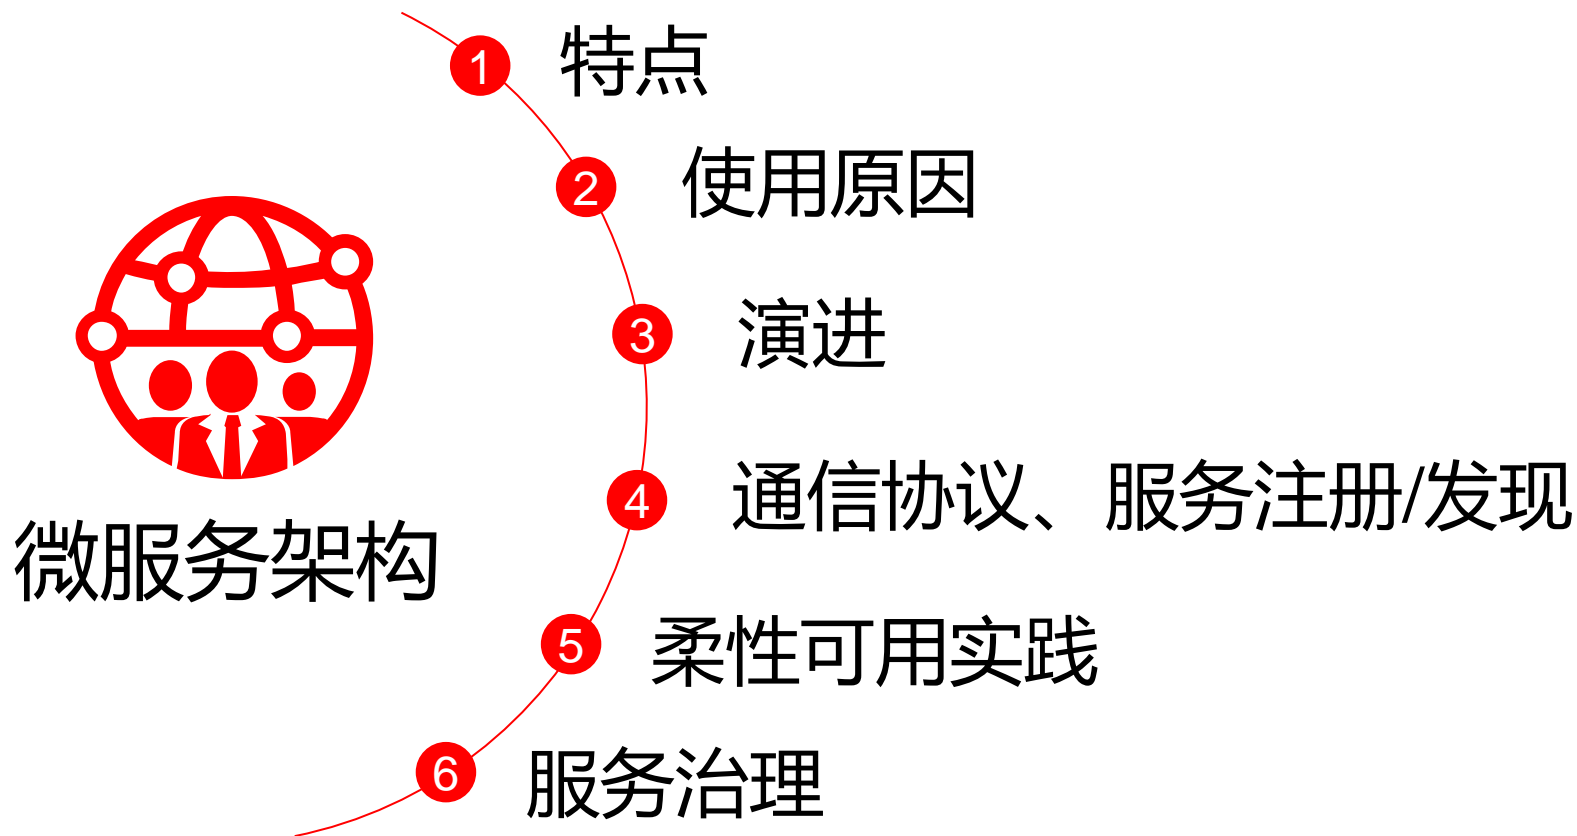 1 特点
2 使用原因
3 演进
4 通信协议、服务注册/发现
微服务架构
5 柔性可用实践
6 服务治理